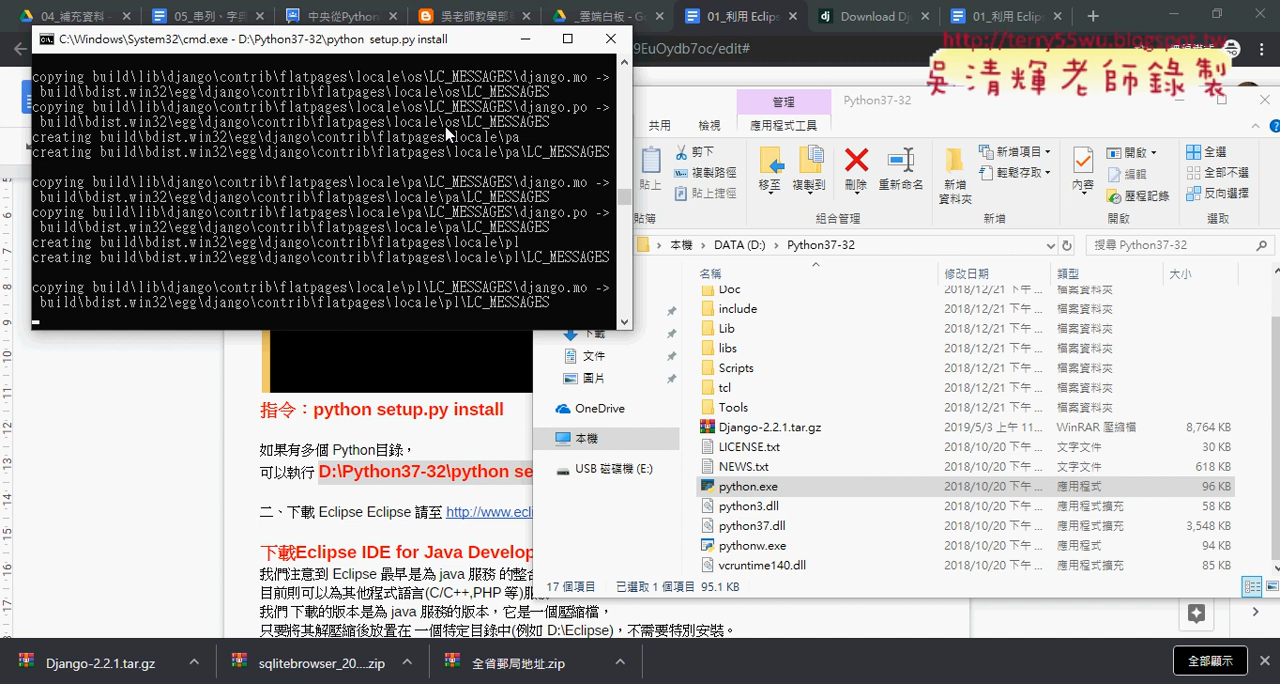 04_補充資料 -
05_串列、字典
中央從Python
吳老師教學部
_雲端白板 - Go
01_利用 Eclips
Download Dj
01_利用 Eclips
9EuOydb7oc/edit#
http://terry55wu.blogspot.tw
吳清輝老師錄製
C:\Windows\System32\cmd.exe - D:\Python37-32\python setup.py install
copying build\lib\django\contrib\flatpages\locale\os\LC_MESSAGES\django.mo ->
build\bdist.win32\egg\django\contrib\flatpages\locale\os\LC_MESSAGES
copying build\lib\django\contrib\flatpages\locale\os\LC_MESSAGES\django.po ->
build\bdist.win32\egg\django\contrib\flatpages\locale\os\LC_MESSAGES
creating build\bdist.win32\egg\django\contrib\flatpages\locale\pa
creating build\bdist.win32\egg\django\contrib\flatpages\locale\pa\LC_MESSAGES
copying build\lib\django\contrib\flatpages\locale\pa\LC_MESSAGES\django.mo ->
build\bdist.win32\egg\django\contrib\flatpages\locale\pa\LC_MESSAGES
copying build\lib\django\contrib\flatpages\locale\pa\LC_MESSAGES\django.po ->
build\bdist.win32\egg\django\contrib\flatpages\locale\pa\LC_MESSAGES
creating build\bdist.win32\egg\django\contrib\flatpages\locale\pl
creating build\bdist.win32\egg\django\contrib\flatpages\locale\pl\LC_MESSAGES
copying build\lib\django\contrib\flatpages\locale\pl\LC_MESSAGES\django.mo ->
build\bdist.win32\egg\django\contrib\flatpages\locale\pl\LC_MESSAGES
管理
Python37-32
共用
檢視
應用程式工具
貼上
剪下
複製路徑
貼上捷徑
移至
複製到
刪除
重新命名
新增
資料夾
新增項目
輕鬆存取
內容
開啟
編輯
歷程記錄
全選
全部不選
反向選擇
貼簿
組合管理
新增
開啟
選取
本機 › DATA (D:) › Python37-32
搜尋 Python37-32
名稱 修改日期 類型 大小
Doc 2018/12/21 下午 ... 檔案資料夾
include 2018/12/21 下午 ... 檔案資料夾
Lib 2018/12/21 下午 ... 檔案資料夾
libs 2018/12/21 下午 ... 檔案資料夾
Scripts 2018/12/21 下午 ... 檔案資料夾
tcl 2018/12/21 下午 ... 檔案資料夾
Tools 2018/12/21 下午 ... 檔案資料夾
Django-2.2.1.tar.gz 2019/5/3 上午 11... WinRAR 壓縮檔 8,764 KB
LICENSE.txt 2018/10/20 下午 ... 文字文件 30 KB
NEWS.txt 2018/10/20 下午 ... 文字文件 618 KB
python.exe 2018/10/20 下午 ... 應用程式 96 KB
python3.dll 2018/10/20 下午 ... 應用程式擴充 58 KB
python37.dll 2018/10/20 下午 ... 應用程式擴充 3,548 KB
pythonw.exe 2018/10/20 下午 ... 應用程式 94 KB
vcruntime140.dll 2018/10/20 下午 ... 應用程式擴充 85 KB
下載
文件
圖片
OneDrive
本機
USB 磁碟機 (E:)
17 個項目 已選取 1 個項目 95.1 KB
指令：python setup.py install
如果有多個 Python目錄，
可以執行 D:\Python37-32\python se
二、下載 Eclipse Eclipse 請至 http://www.ecli
下載Eclipse IDE for Java Develop
我們注意到 Eclipse 最早是為 java 服務 的整合
目前則可以為其他程式語言(C/C++,PHP 等)服務
我們下載的版本是為 java 服務的版本，它是一個壓縮檔，
只要將其解壓縮後放置在 一個特定目錄中(例如 D:\Eclipse)，不需要特別安裝。
Django-2.2.1.tar.gz
sqlitebrowser_20....zip
全省郵局地址.zip
全部顯示